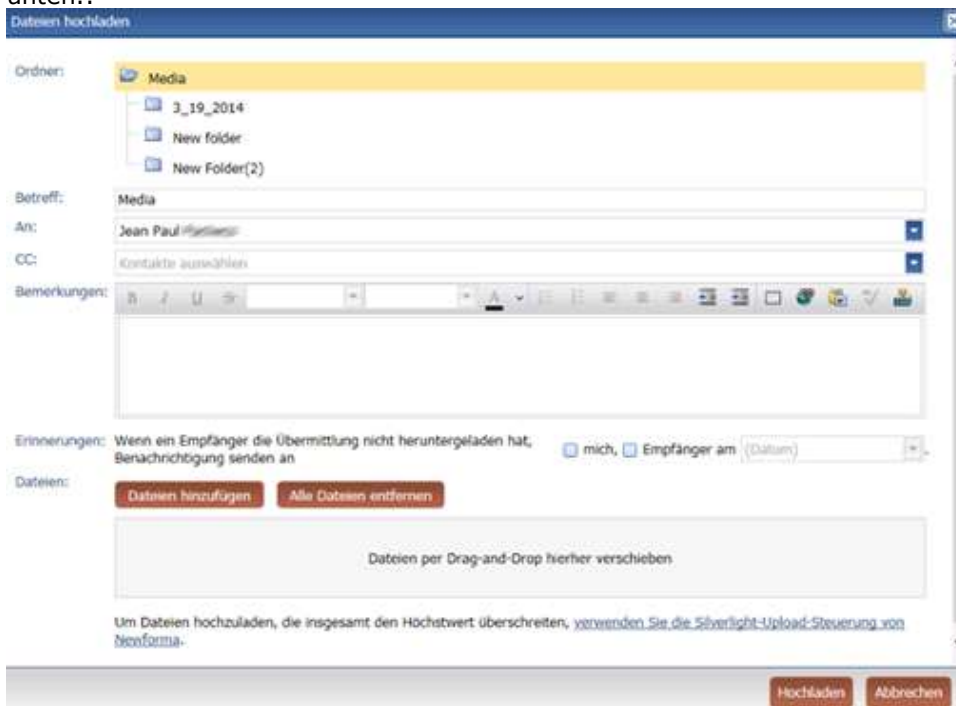 Dateien hochladen
Ordner:
Media
3_19_2014
New folder
New Folder(2)
Betreff: Media
An: Jean Paul
CC: Kontakte auswählen
Bemerkungen:
B I U S A
Erinnerungen: Wenn ein Empfänger die Übermittlung nicht heruntergeladen hat,
Benachrichtigung senden an
mich, Empfänger am (Datum) .
Dateien:
Dateien hinzufügen Alle Dateien entfernen
Dateien per Drag-and-Drop hierher verschieben
Um Dateien hochzuladen, die insgesamt den Höchstwert überschreiten, verwenden Sie die Silverlight-Upload-Steuerung von
Newforma.
Hochladen Abbrechen